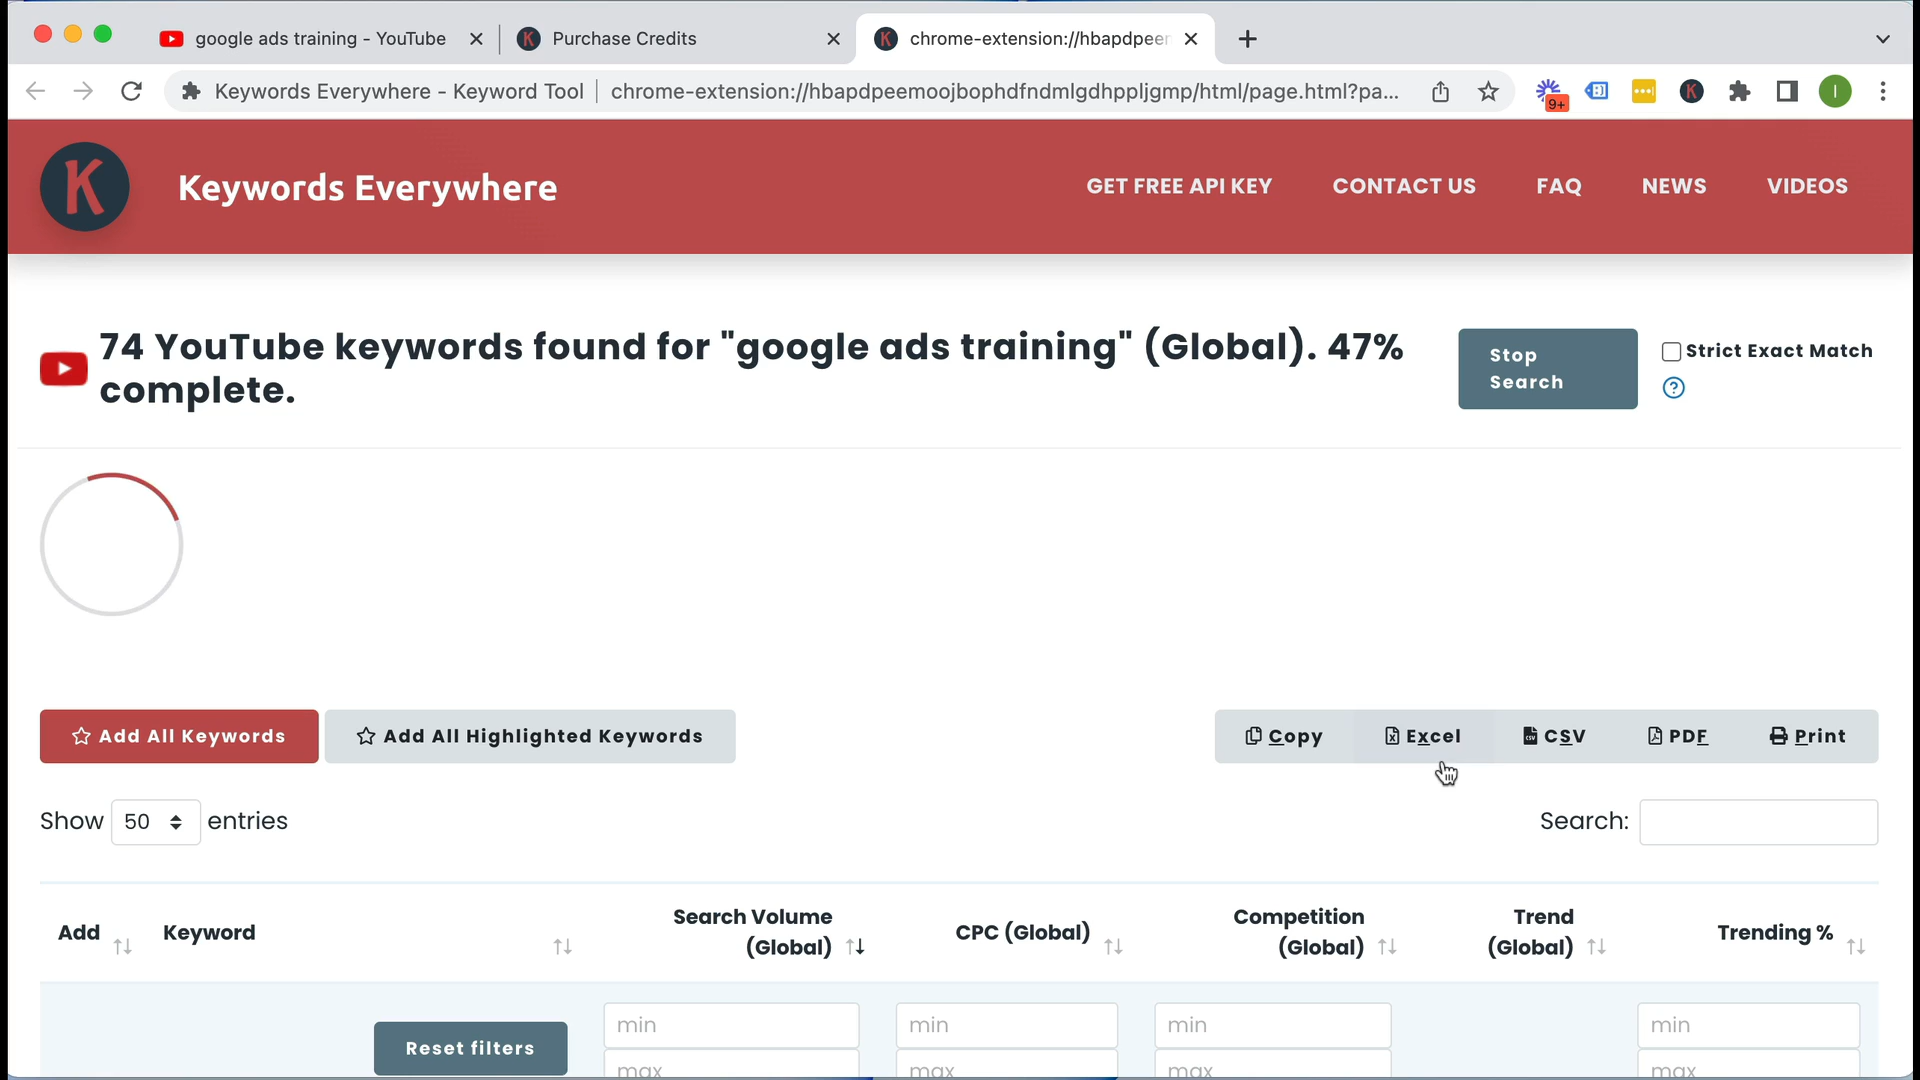 google ads training - YouTube
Purchase Credits
chrome-extension://hbapdpeem
Keywords Everywhere - Keyword Tool
chrome-extension://hbapdpeemoojbophdfndmlgdhppljgmp/html/page.html?pa...
9+
I
K
Keywords Everywhere
GET FREE API KEY
CONTACT US
FAQ
NEWS
VIDEOS
74 YouTube keywords found for "google ads training" (Global). 47%
complete.
Stop
Search
Strict Exact Match
?
Add All Keywords
Add All Highlighted Keywords
Copy
Excel
CSV
PDF
Print
Show 50 entries
Search:
Add
Keyword
Search Volume
(Global)
CPC (Global)
Competition
(Global)
Trend
(Global)
Trending %
Reset filters
min
min
min
min
max
max
max
max